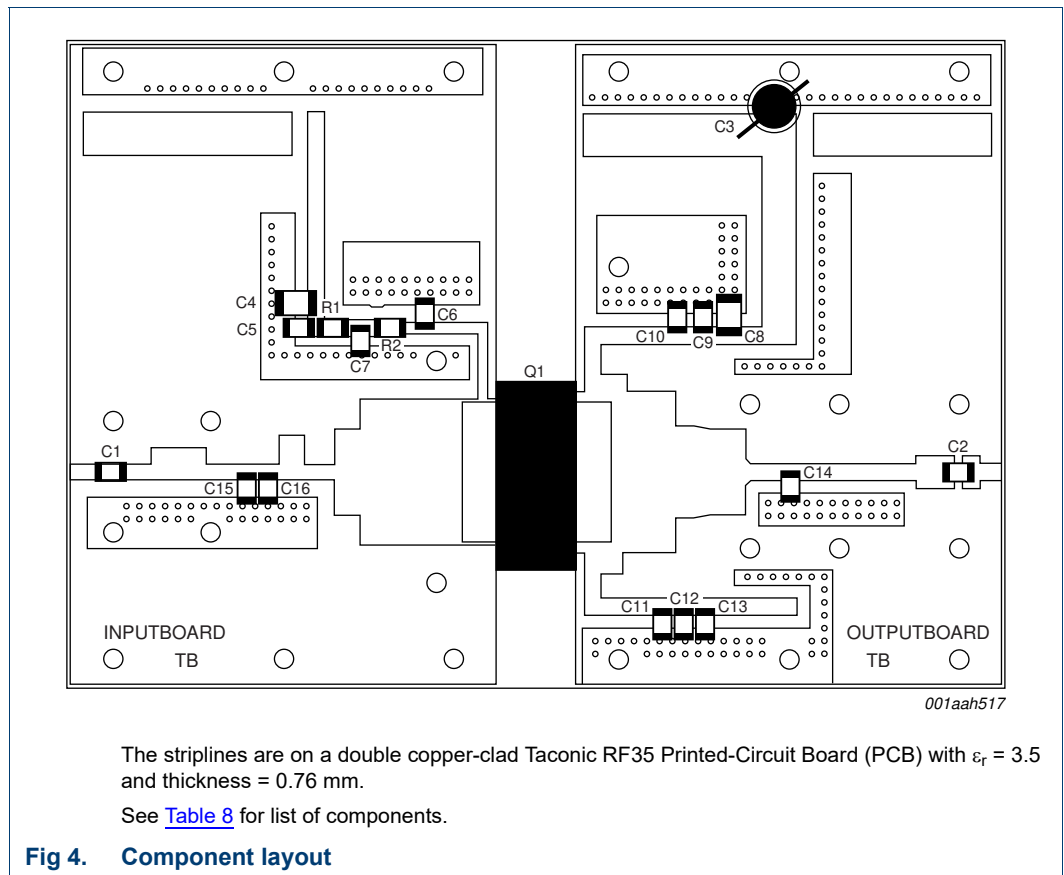 C3
C4
R1
C5
C6
R2
C7
C10
C9
C8
Q1
C1
C2
C15
C16
C14
C11
C12
C13
INPUTBOARD
TB
OUTPUTBOARD
TB
001aah517
The striplines are on a double copper-clad Taconic RF35 Printed-Circuit Board (PCB) with εr = 3.5
and thickness = 0.76 mm.
See Table 8 for list of components.
Fig 4. Component layout